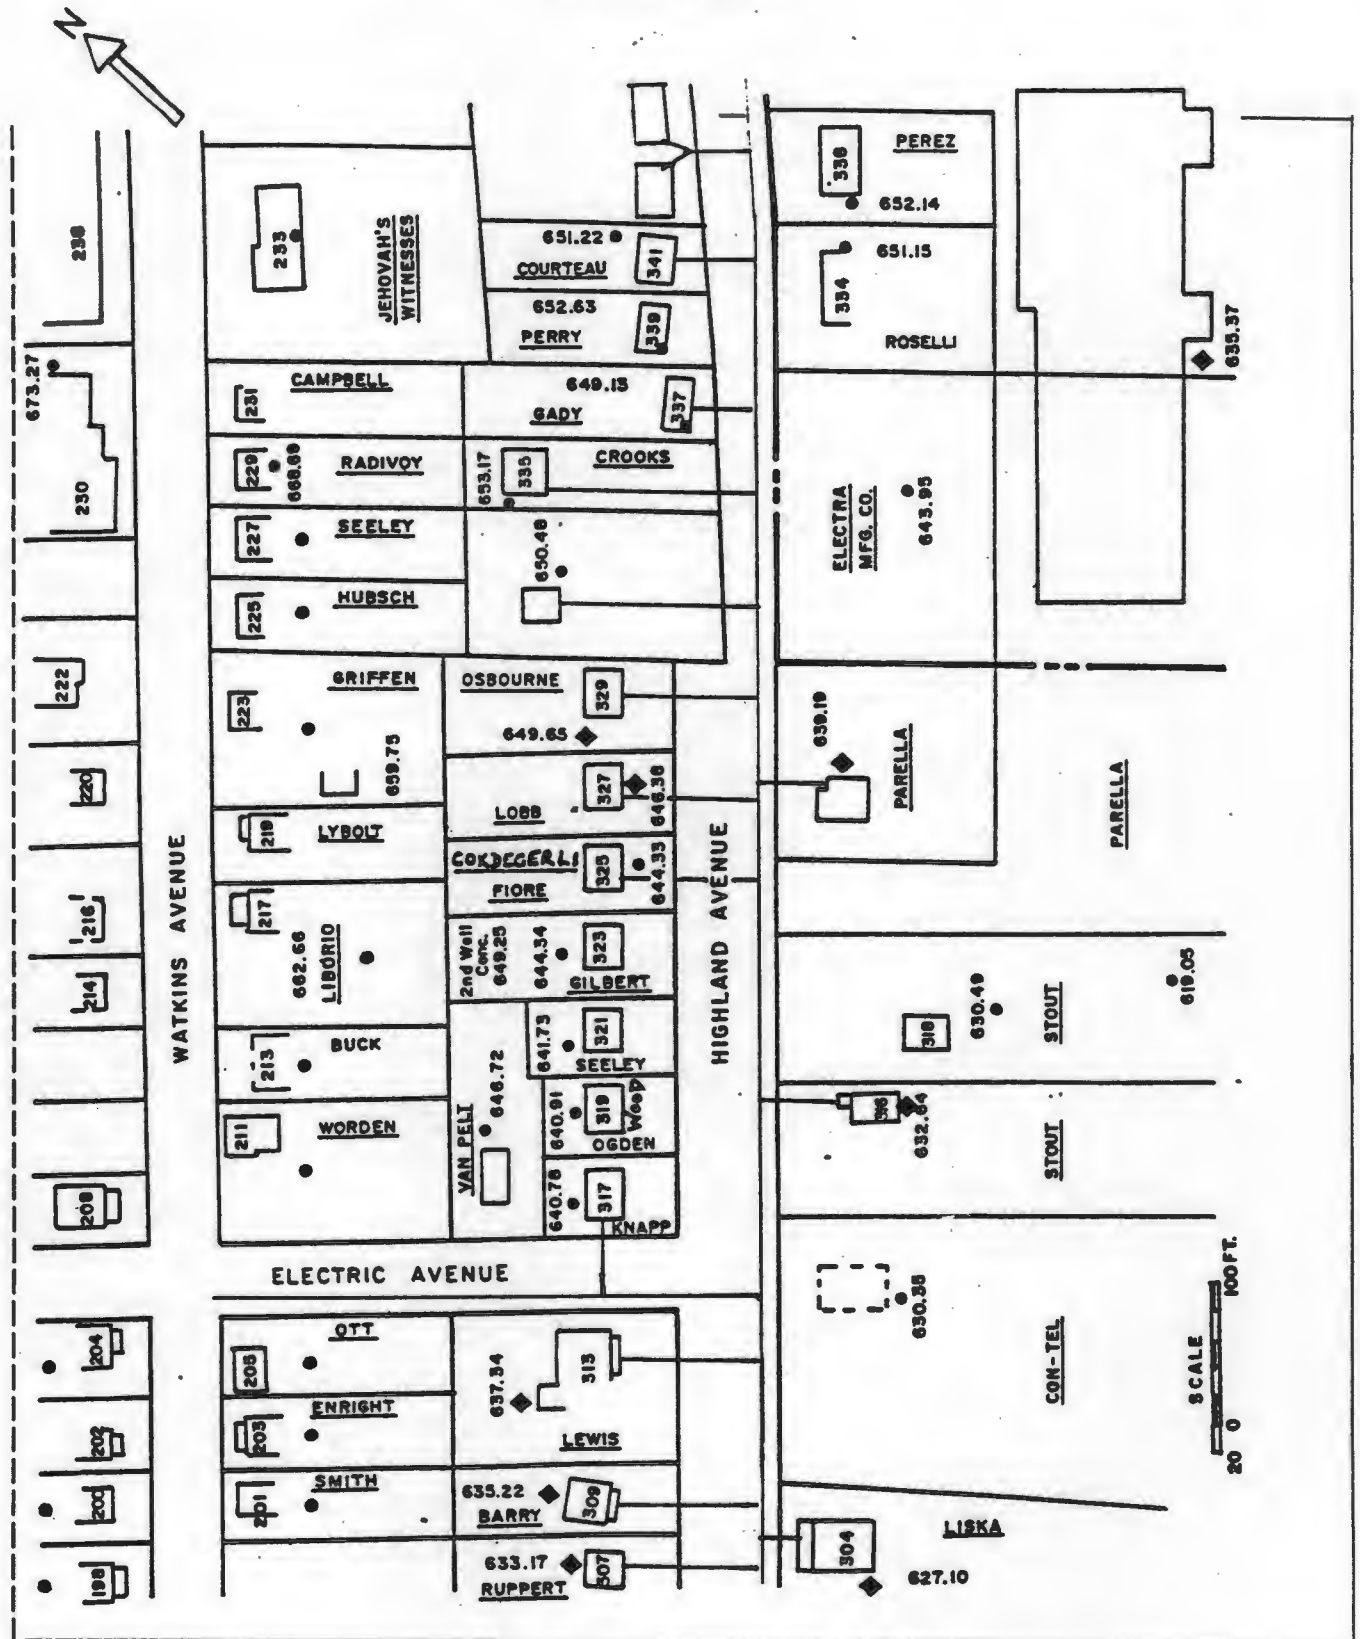 N
238
673.27
230
222
220
216
214
208
204
202
200
198
WATKINS AVENUE
233
JEHOVAH'S
WITNESSES
CAMPBELL
231
RADIVOY
229
SEELEY
227
HUBSCH
225
GRIFFEN
223
659.75
LYBOLT
219
217
662.66
LIBORIO
BUCK
213
WORDEN
211
ELECTRIC AVENUE
OTT
205
ENRIGHT
203
SMITH
201
651.22
COURTEAU
341
652.63
PERRY
339
649.13
GADY
337
653.17
335
CROOKS
650.48
OSBOURNE
329
649.65
327
LOBB
646.36
COKDEGERLI
FIORE
325
644.33
2nd Well
Conc.
649.25
644.34
323
GILBERT
641.73
321
SEELEY
VAN PELT
646.72
640.91
319
WOOD
OGDEN
640.78
317
KNAPP
637.34
313
LEWIS
635.22
BARRY
309
633.17
RUPPERT
307
HIGHLAND AVENUE
PEREZ
336
652.14
651.15
334
ROSELLI
635.37
ELECTRA
MFG. CO.
643.95
639.19
PARELLA
PARELLA
318
630.49
STOUT
619.05
316
632.64
STOUT
CON-TEL
SCALE
20 0 100 FT.
LISKA
304
627.10